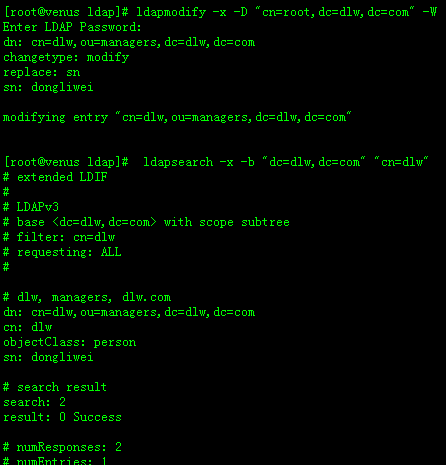 [root@venus ldap]# ldapmodify -x -D "cn=root,dc=dlw,dc=com" -W
Enter LDAP Password:
dn: cn=dlw,ou=managers,dc=dlw,dc=com
changetype: modify
replace: sn
sn: dongliwei
modifying entry "cn=dlw,ou=managers,dc=dlw,dc=com"
[root@venus ldap]#  ldapsearch -x -b "dc=dlw,dc=com" "cn=dlw"
# extended LDIF
#
# LDAPv3
# base <dc=dlw,dc=com> with scope subtree
# filter: cn=dlw
# requesting: ALL
#
# dlw, managers, dlw.com
dn: cn=dlw,ou=managers,dc=dlw,dc=com
cn: dlw
objectClass: person
sn: dongliwei
# search result
search: 2
result: 0 Success
# numResponses: 2
# numEntries: 1